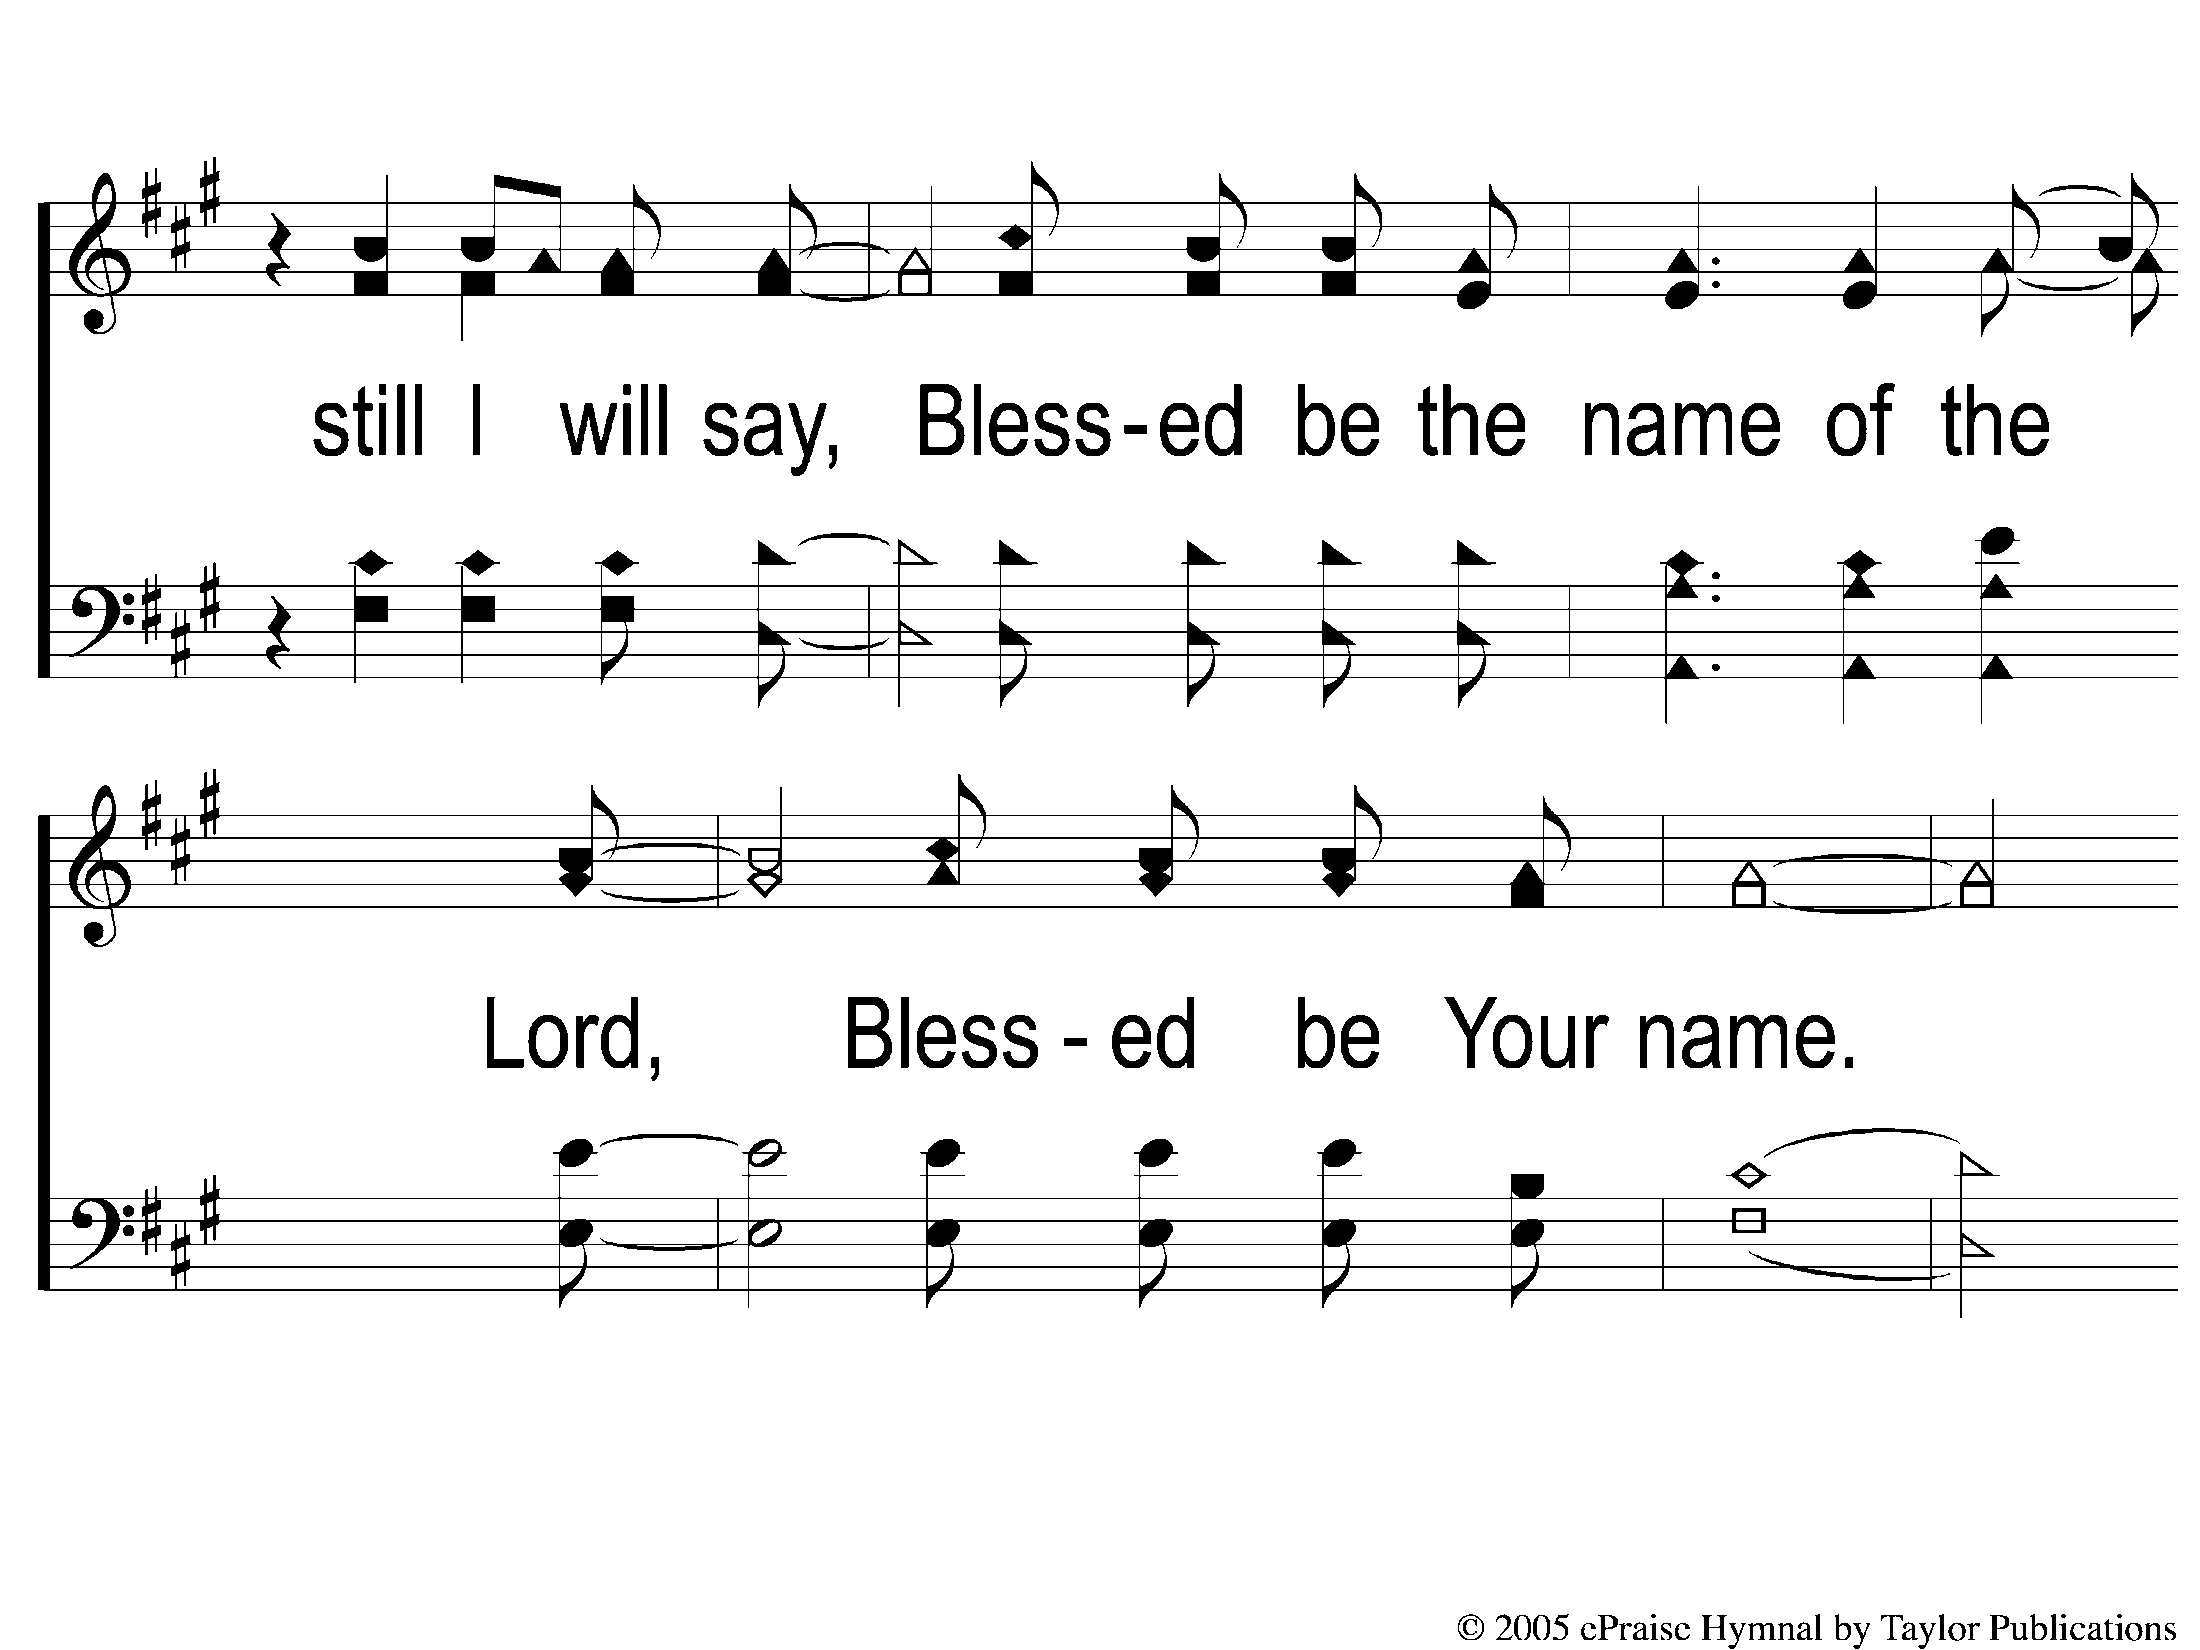 still I will say, Bless-ed be the name of the
Lord, Bless - ed be Your name.
© 2005 ePraise Hymnal by Taylor Publications